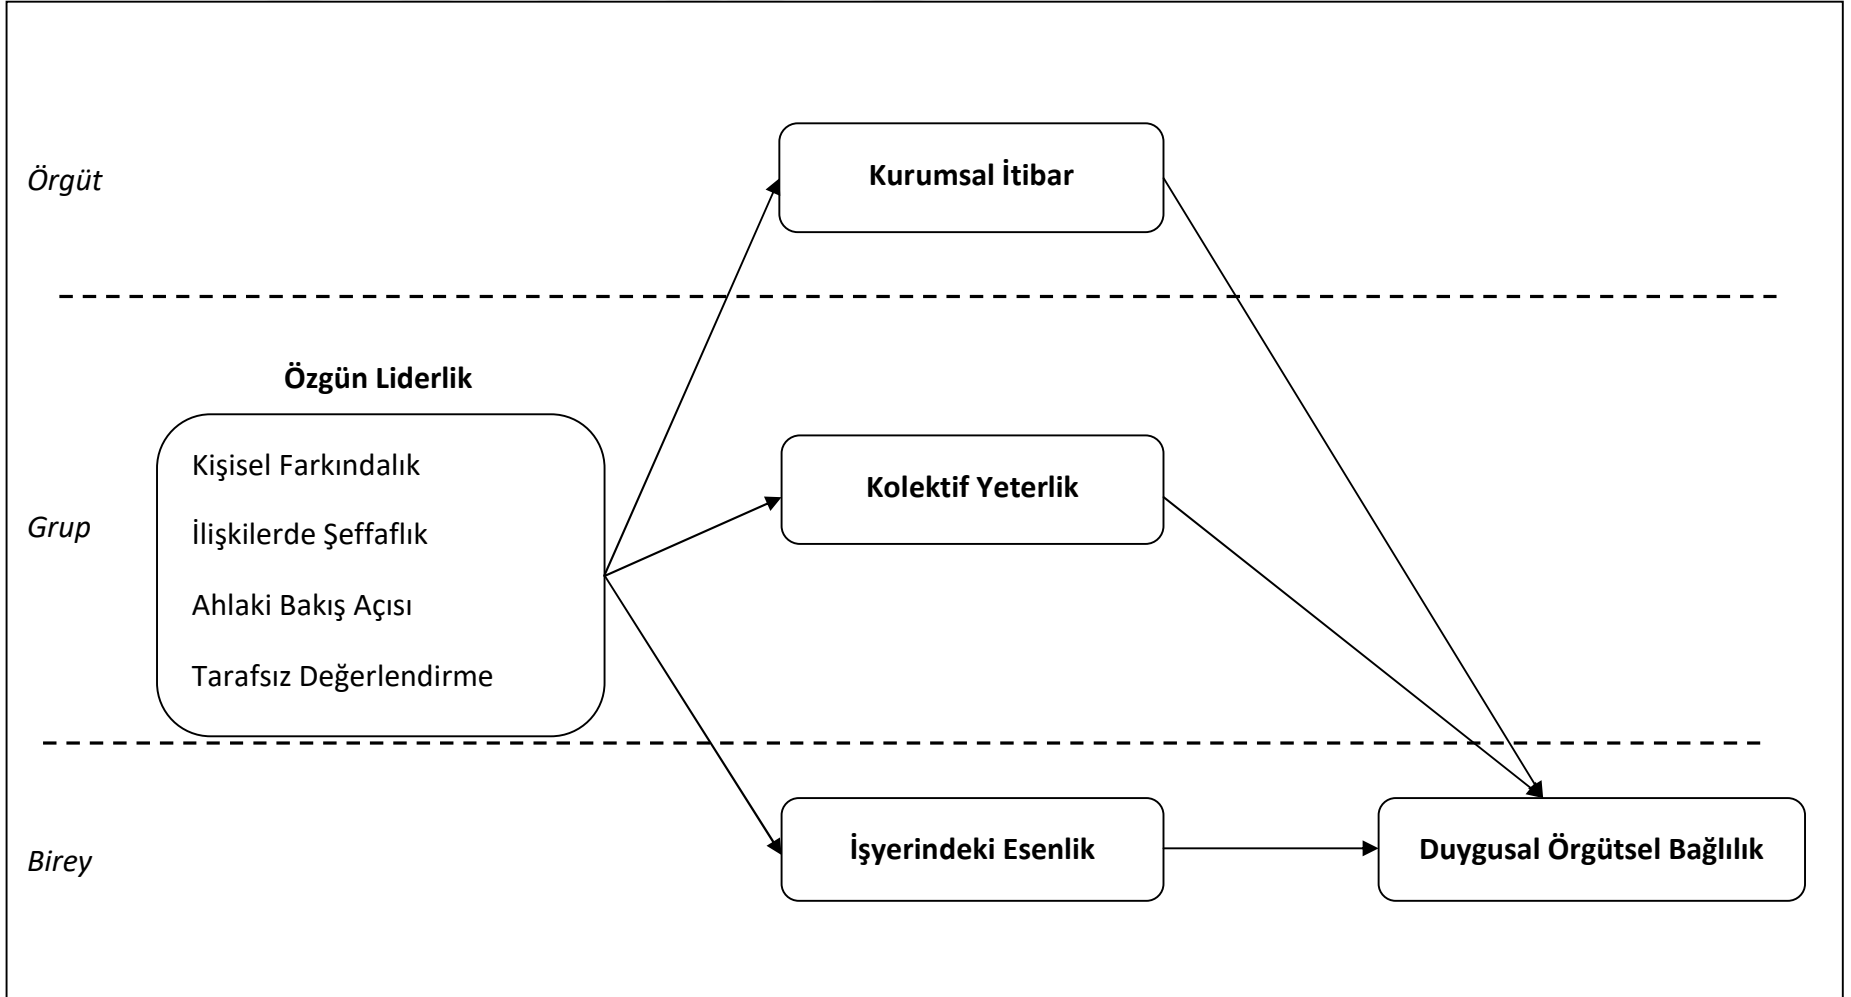 Örgüt
Kurumsal İtibar
Özgün Liderlik
Kişisel Farkındalık
İlişkilerde Şeffaflık
Ahlaki Bakış Açısı
Tarafsız Değerlendirme
Grup
Kolektif Yeterlik
Birey
İşyerindeki Esenlik
Duygusal Örgütsel Bağlılık